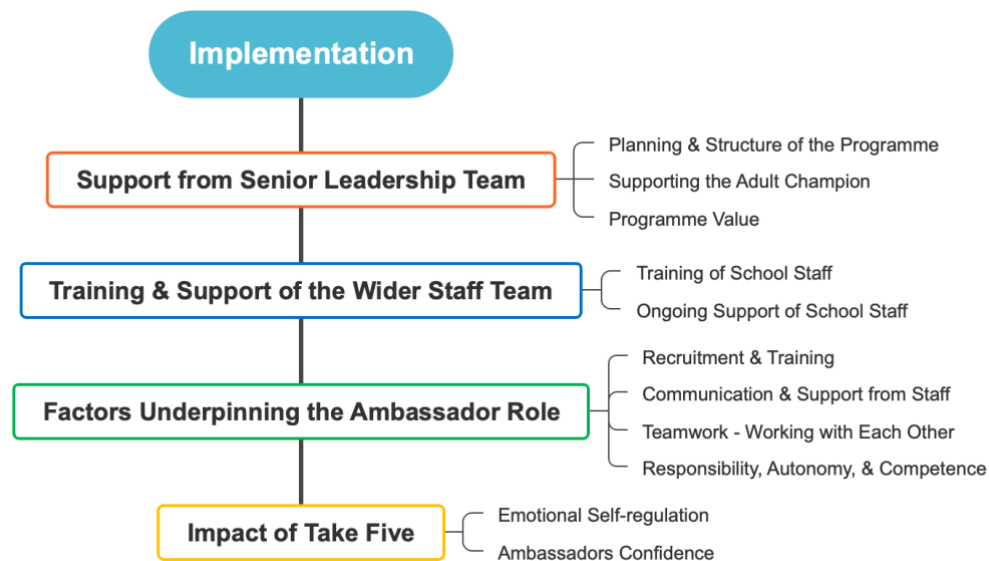 Implementation
Support from Senior Leadership Team
Planning & Structure of the Programme
Supporting the Adult Champion
Programme Value
Training & Support of the Wider Staff Team
Training of School Staff
Ongoing Support of School Staff
Factors Underpinning the Ambassador Role
Recruitment & Training
Communication & Support from Staff
Teamwork - Working with Each Other
Responsibility, Autonomy, & Competence
Impact of Take Five
Emotional Self-regulation
Ambassadors Confidence